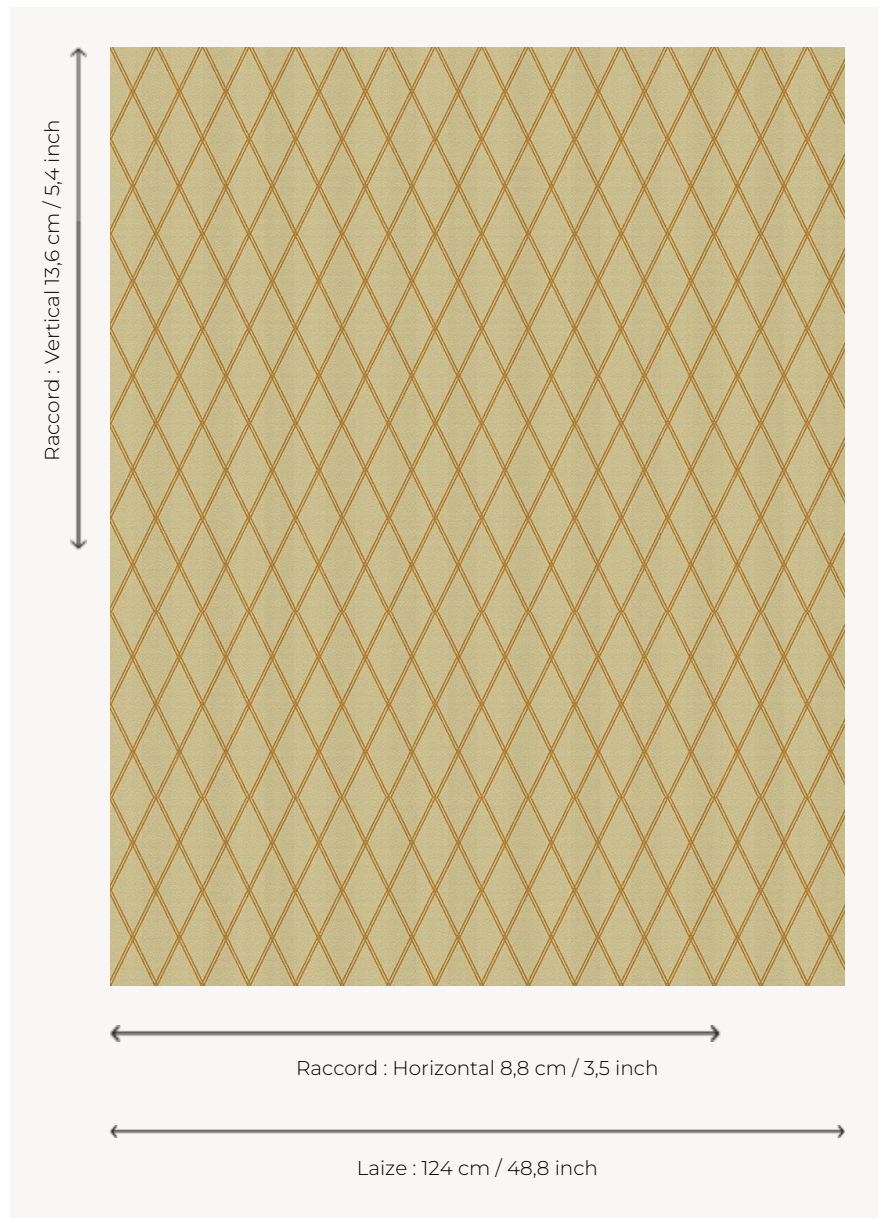 Raccord : Vertical 13,6 cm / 5,4 inch
Raccord : Horizontal 8,8 cm / 3,5 inch
Laize : 124 cm / 48,8 inch